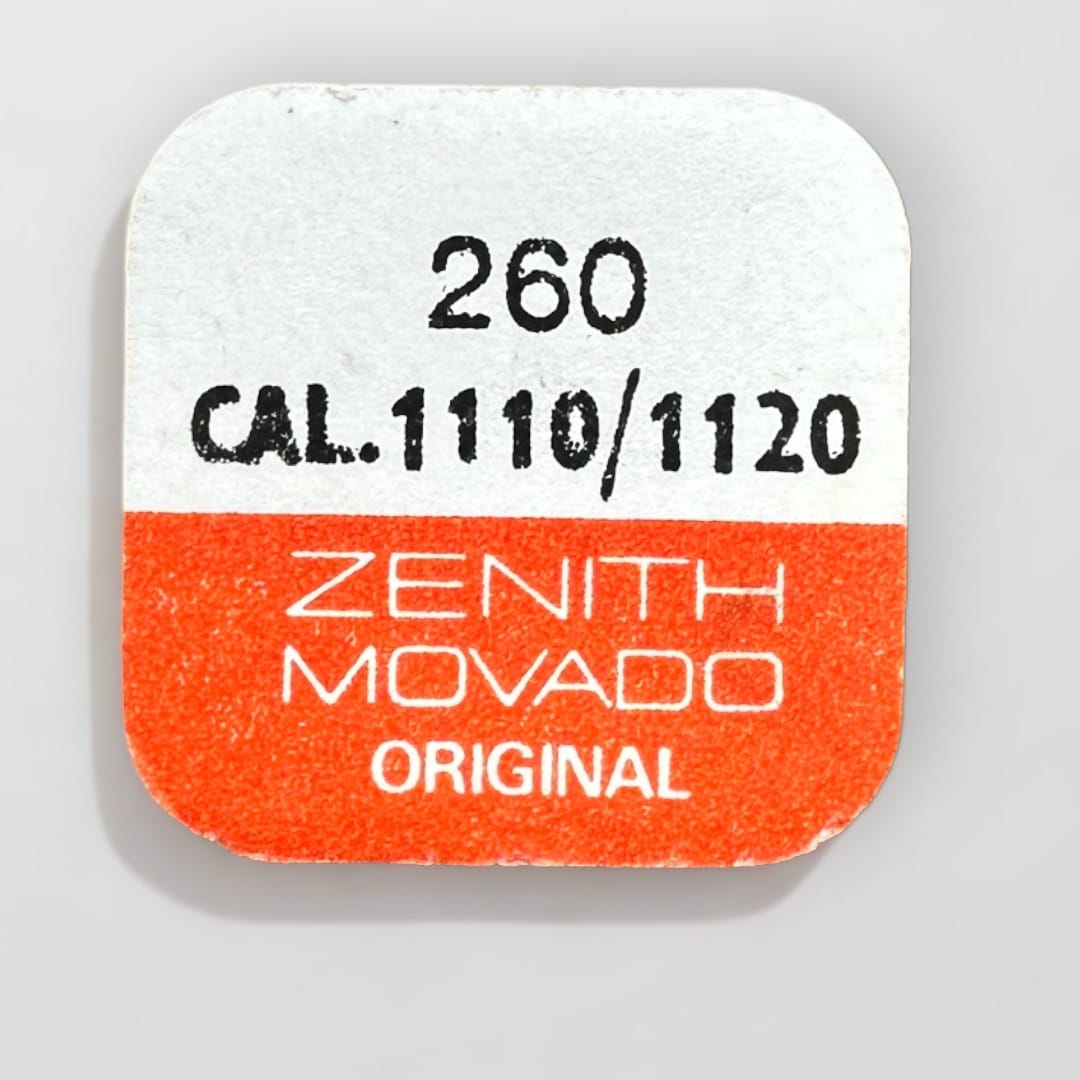 260
CAL.1110/1120
ZENITH
MOVADO
ORIGINAL